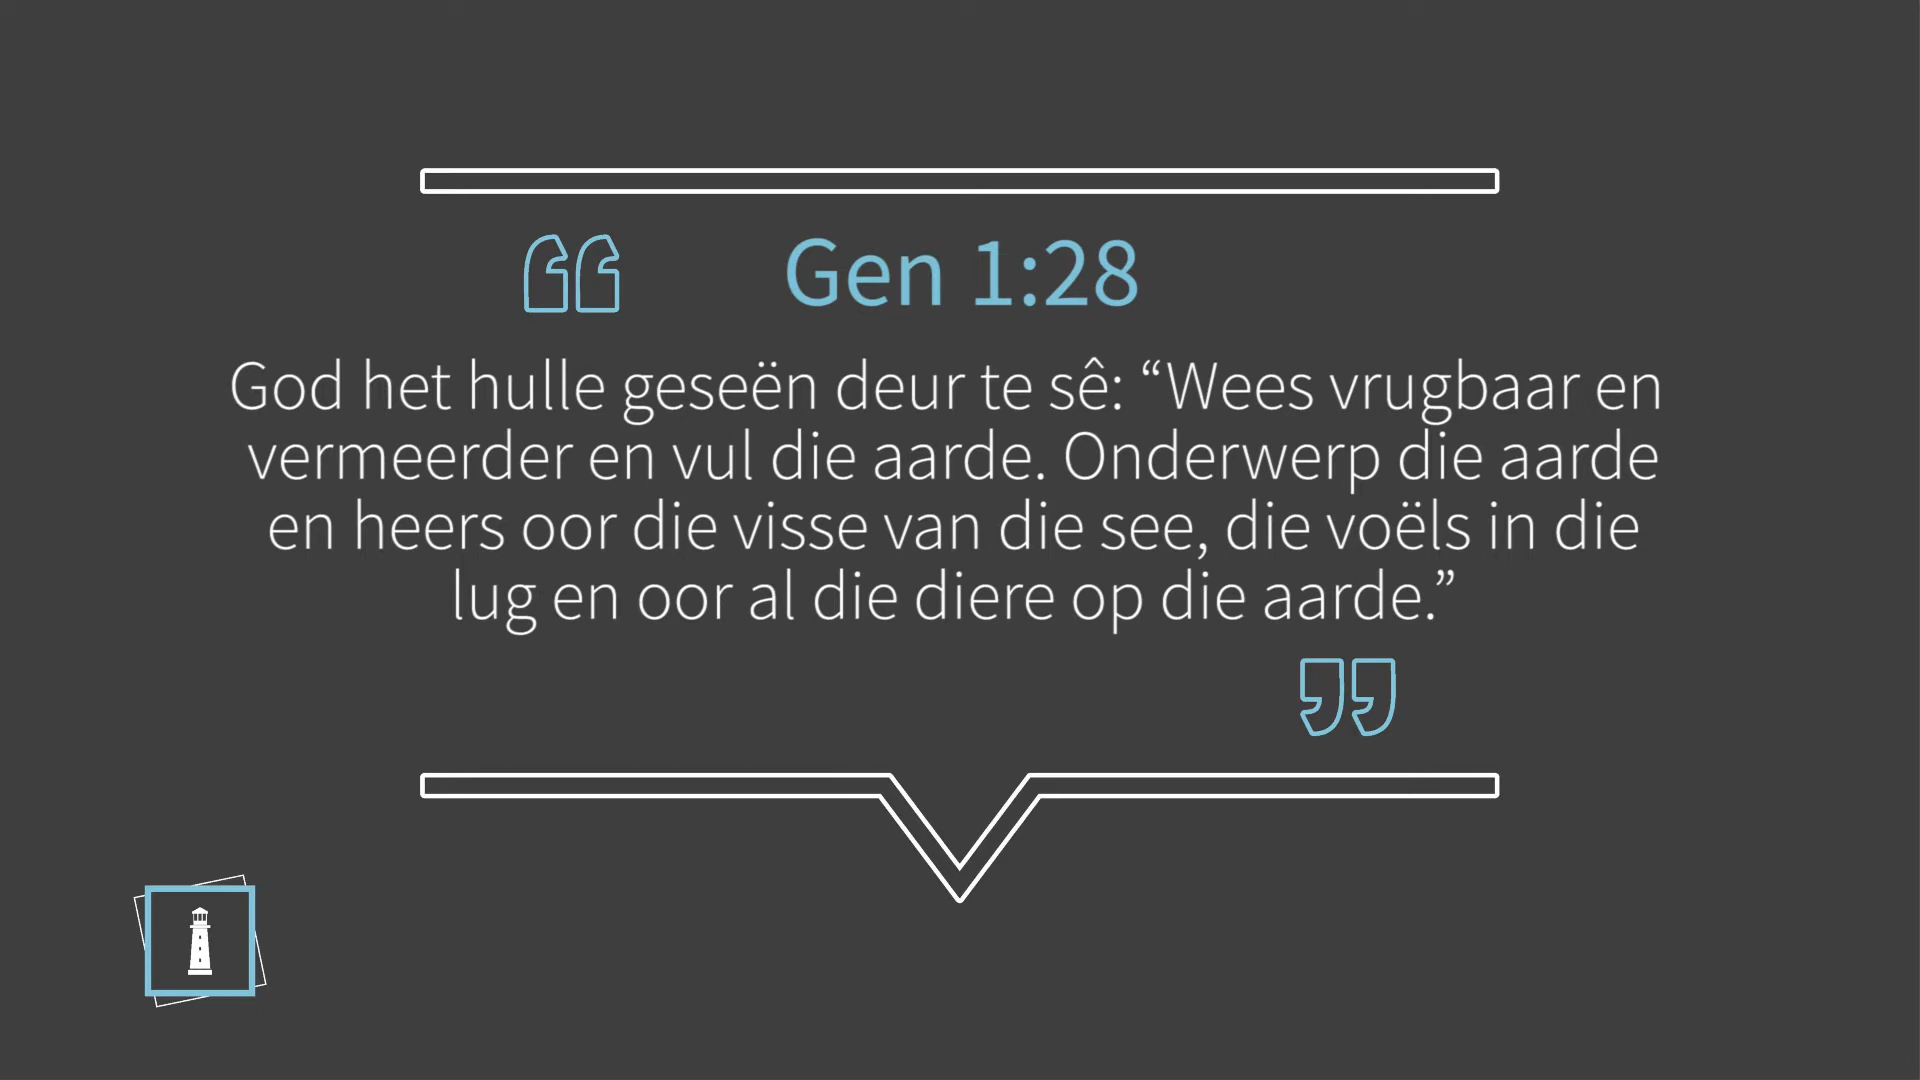 Gen 1:28
God het hulle geseën deur te sê: “Wees vrugbaar en
vermeerder en vul die aarde. Onderwerp die aarde
en heers oor die visse van die see, die voëls in die
lug en oor al die diere op die aarde.”